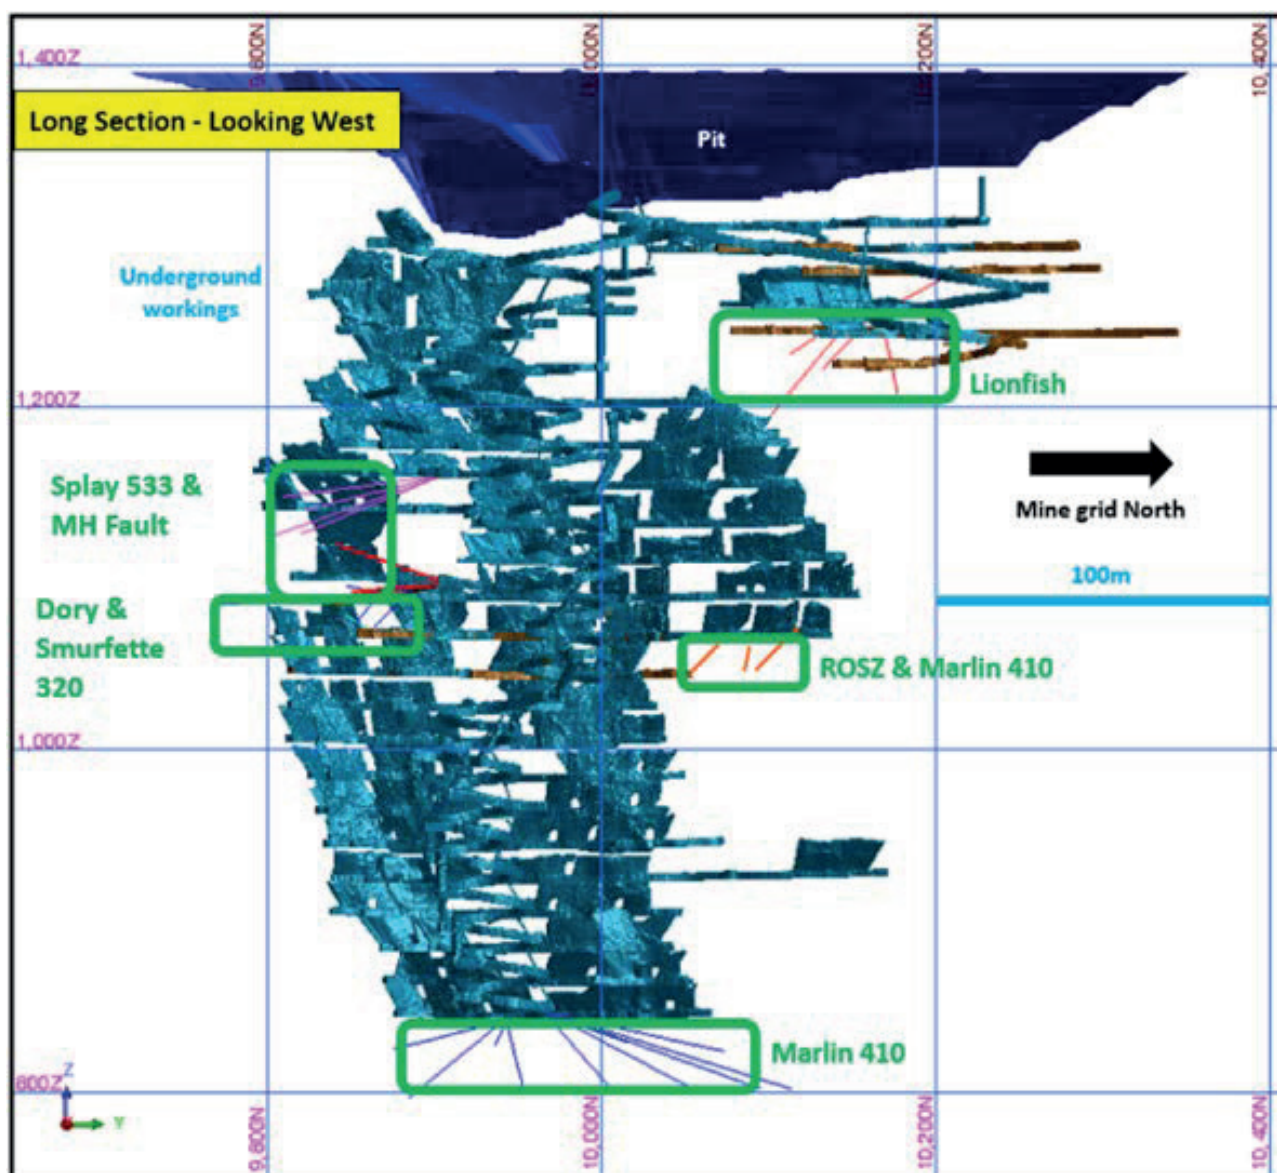 9,800N
10,000N
10,200N
10,400N
1,400Z
Long Section - Looking West
Pit
Underground
workings
Lionfish
1,200Z
Splay 533 &
MH Fault
Mine grid North
100m
Dory &
Smurfette
320
ROSZ & Marlin 410
1,000Z
Marlin 410
800Z
Z
Y
9,800N
10,000N
10,200N
10,400N